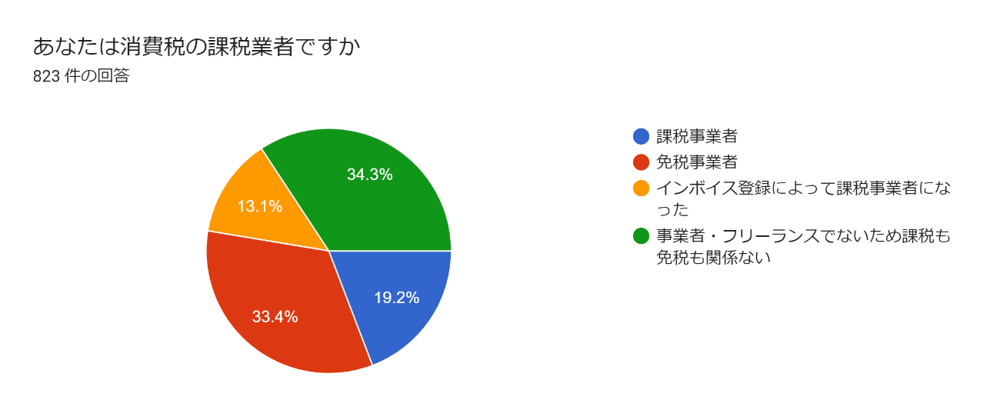 あなたは消費税の課税業者ですか
823 件の回答
34.3%
13.1%
19.2%
33.4%
課税事業者
免税事業者
インボイス登録によって課税事業者にな
った
事業者・フリーランスでないため課税も
免税も関係ない